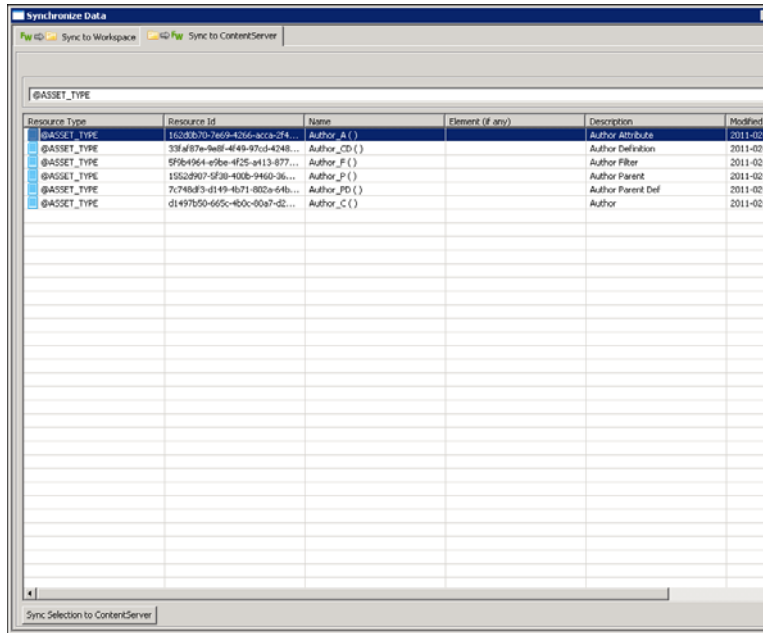 Synchronize Data
FW Sync to Workspace FW Sync to ContentServer
@ASSET_TYPE
Resource Type Resource Id Name Element (if any) Description Modified
@ASSET_TYPE 162d0b70-7e69-4266-acca-2f4... Author_A ( ) Author Attribute 2011-02
@ASSET_TYPE 33faf87e-9e8f-4f49-97cd-4248... Author_CD ( ) Author Definition 2011-02
@ASSET_TYPE 5f9b4964-e9be-4f25-a413-877... Author_F ( ) Author Filter 2011-02
@ASSET_TYPE 1552d907-5f38-400b-9460-36... Author_P ( ) Author Parent 2011-02
@ASSET_TYPE 7c748df3-d149-4b71-802a-64b... Author_PD ( ) Author Parent Def 2011-02
@ASSET_TYPE d1497b50-665c-4b0c-80a7-d2... Author_C ( ) Author 2011-02
Sync Selection to ContentServer